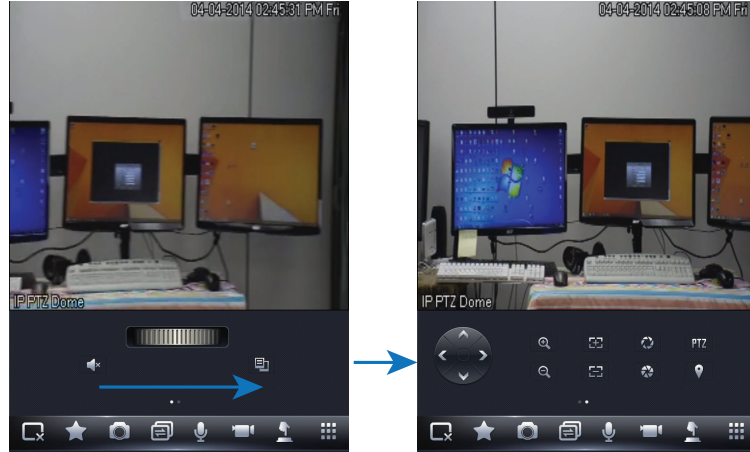 04-04-2014 02:45:31 PM Fri
IP PTZ Dome
04-04-2014 02:45:08 PM Fri
IP PTZ Dome
PTZ